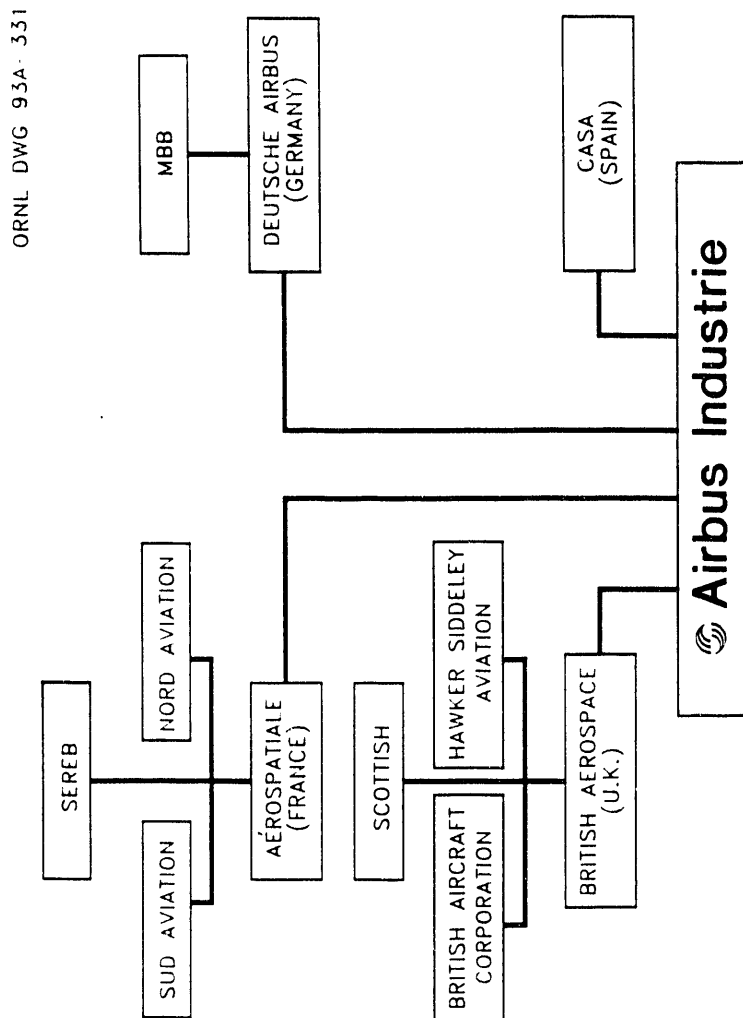 ORNL DWG 93A-331
SEREB
SUD AVIATION
NORD AVIATION
AÉROSPATIALE
(FRANCE)
MBB
DEUTSCHE AIRBUS
(GERMANY)
SCOTTISH
BRITISH AIRCRAFT
CORPORATION
HAWKER SIDDELEY
AVIATION
BRITISH AEROSPACE
(U.K.)
CASA
(SPAIN)
Airbus Industrie